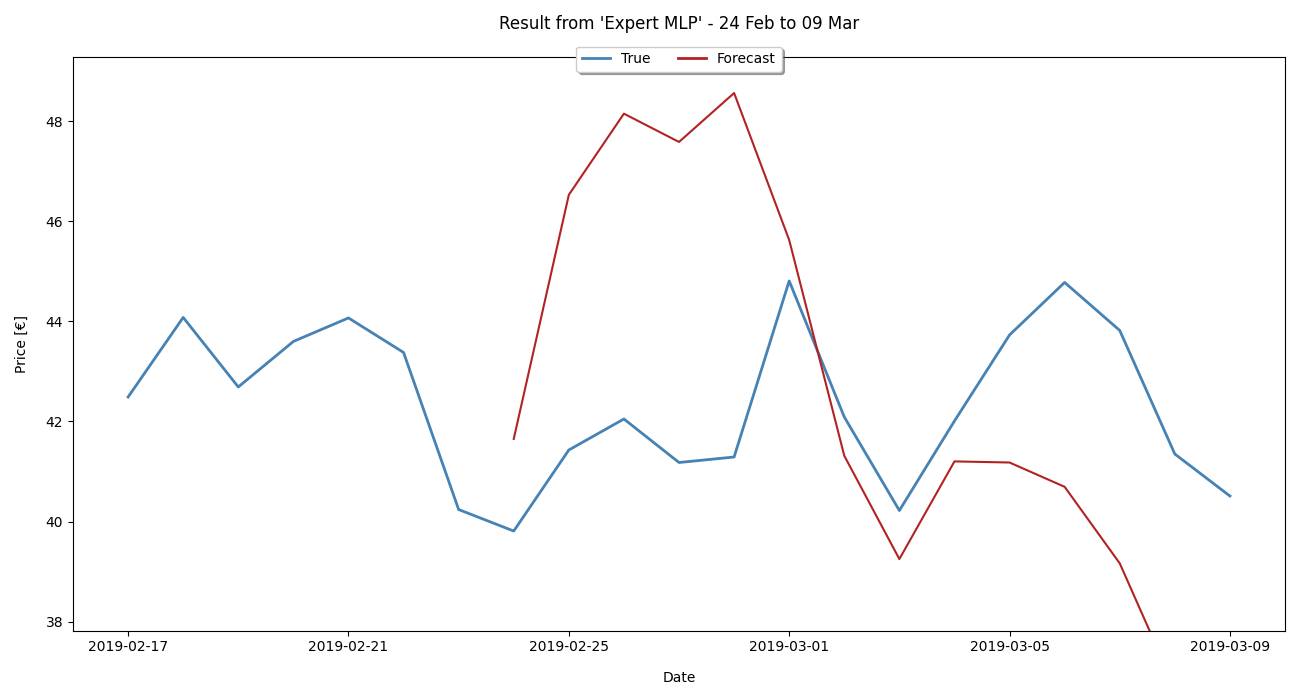 Result from 'Expert MLP' - 24 Feb to 09 Mar
True Forecast
48
46
44
42
40
38
Price [€]
2019-02-17 2019-02-21 2019-02-25 2019-03-01 2019-03-05 2019-03-09
Date